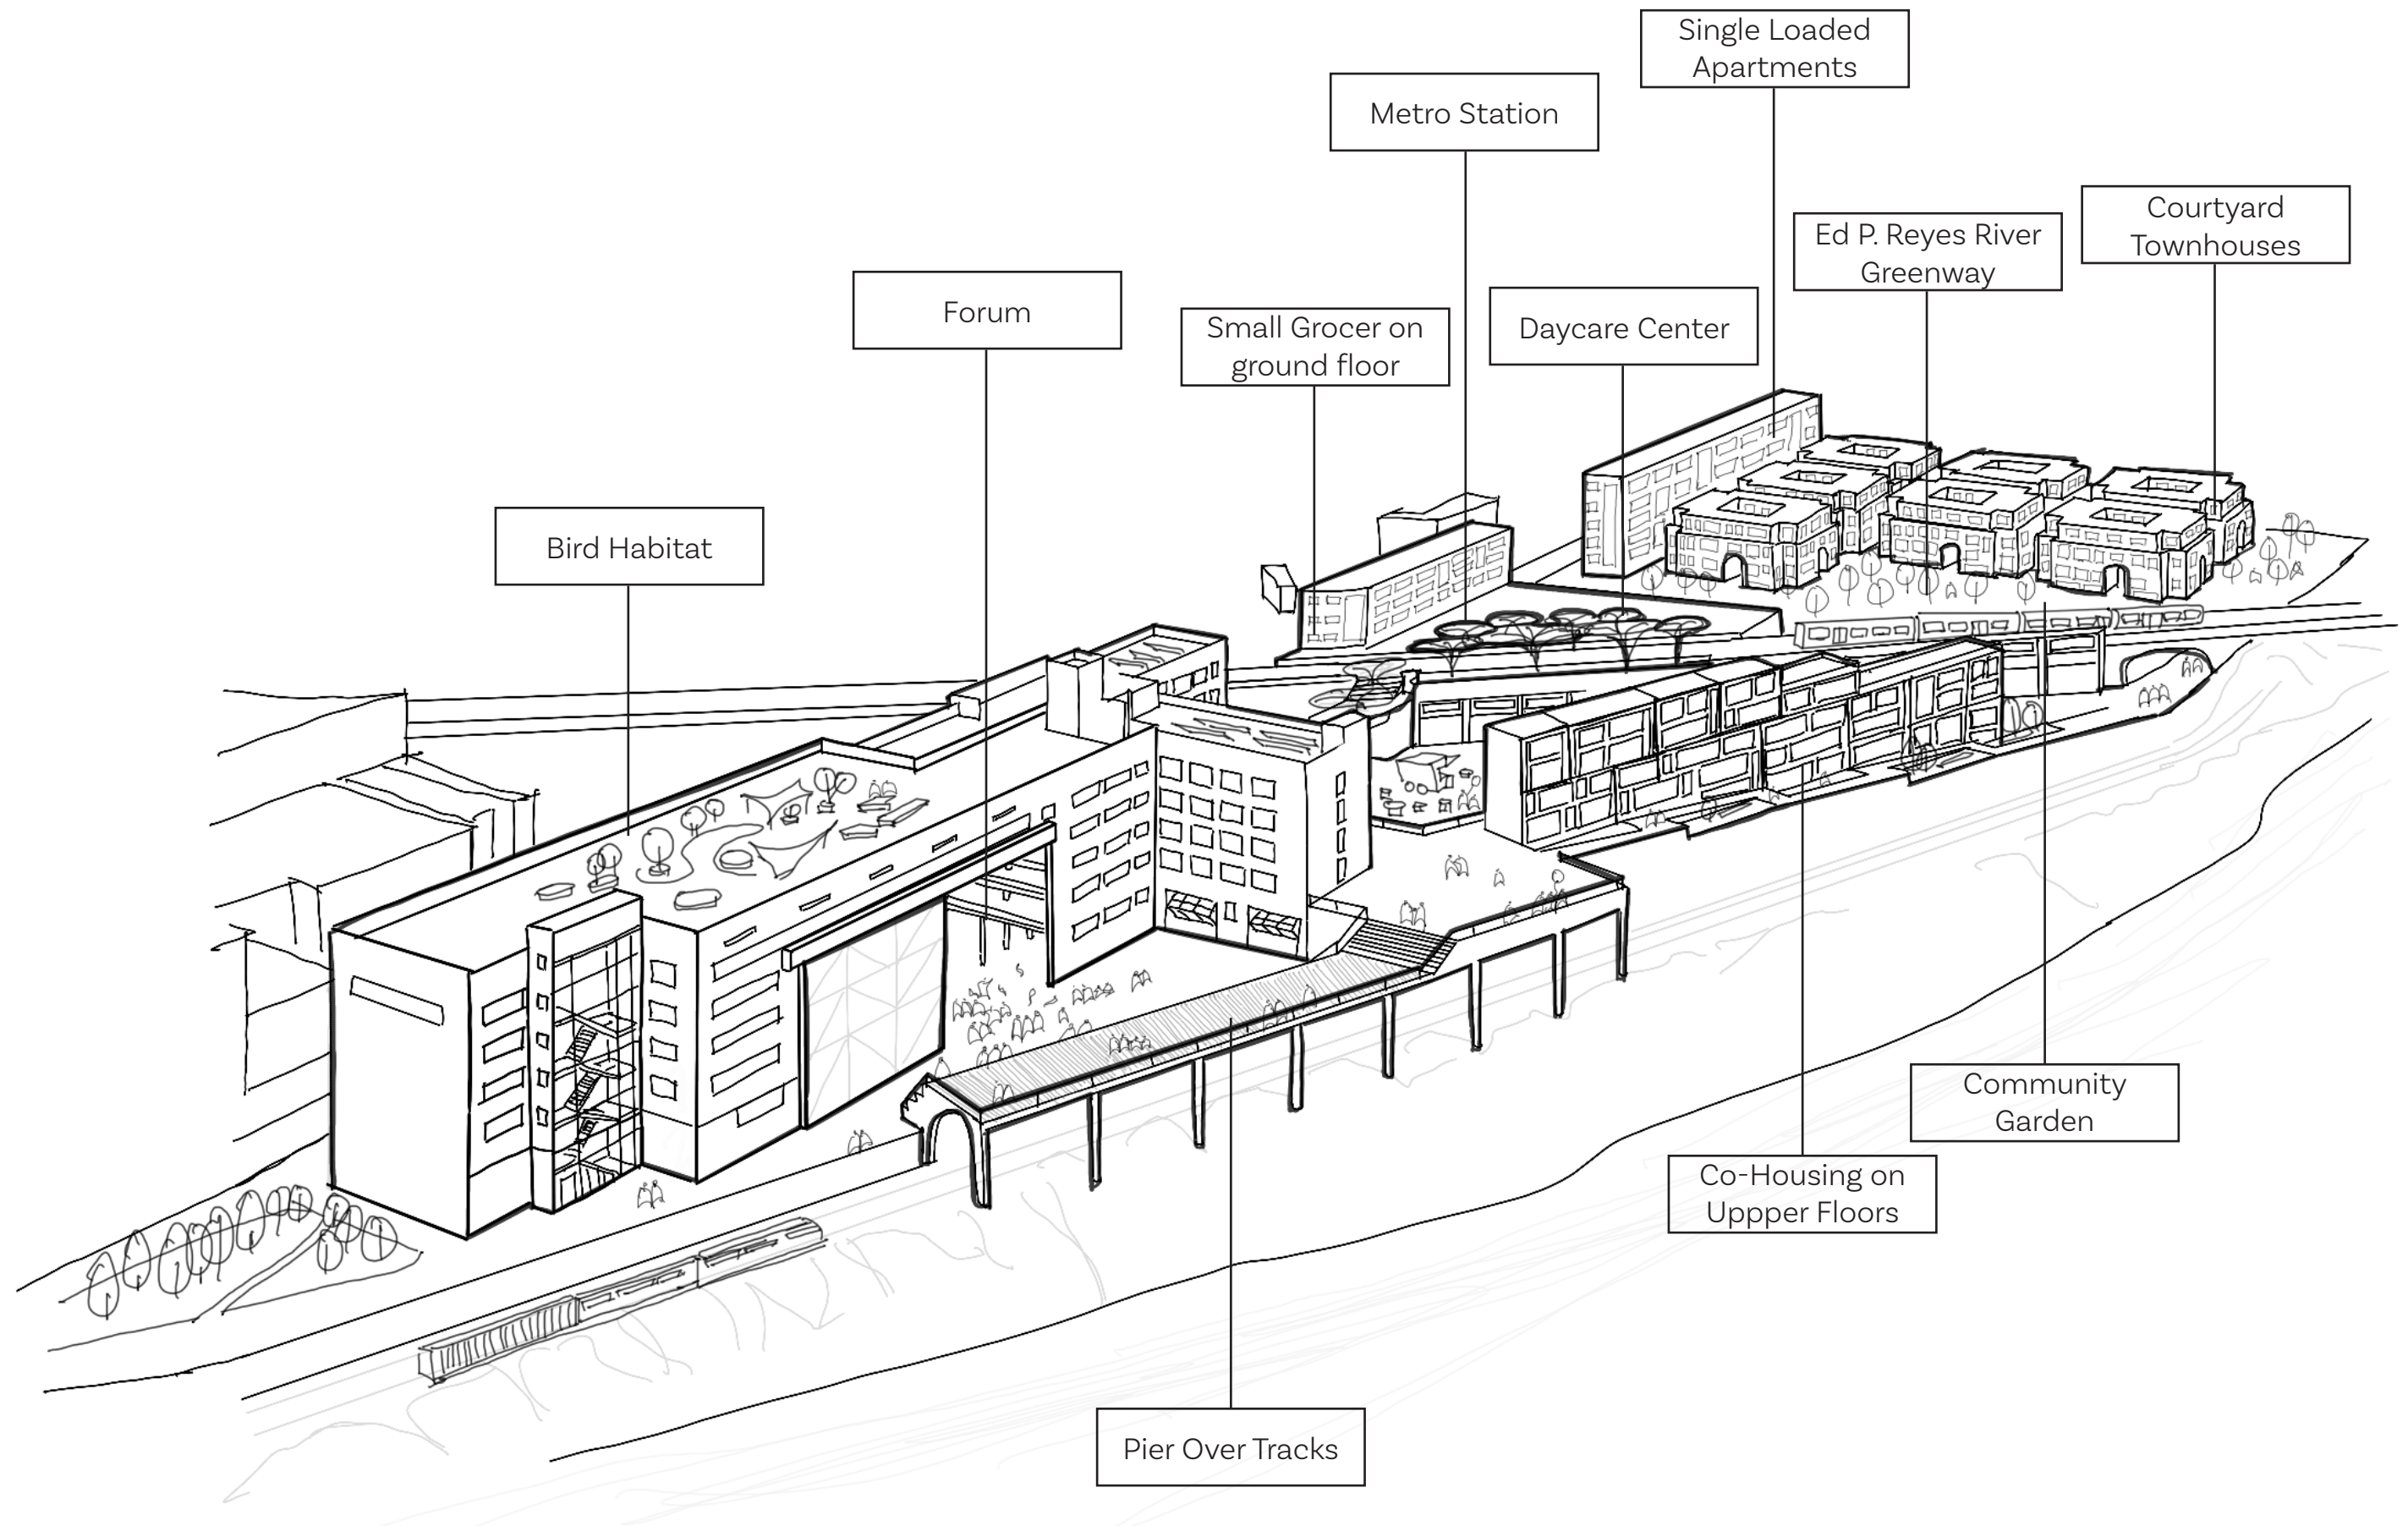 Single Loaded
Apartments
Metro Station
Courtyard
Townhouses
Ed P. Reyes River
Greenway
Forum
Small Grocer on
ground floor
Daycare Center
Bird Habitat
Community
Garden
Co-Housing on
Uppper Floors
Pier Over Tracks